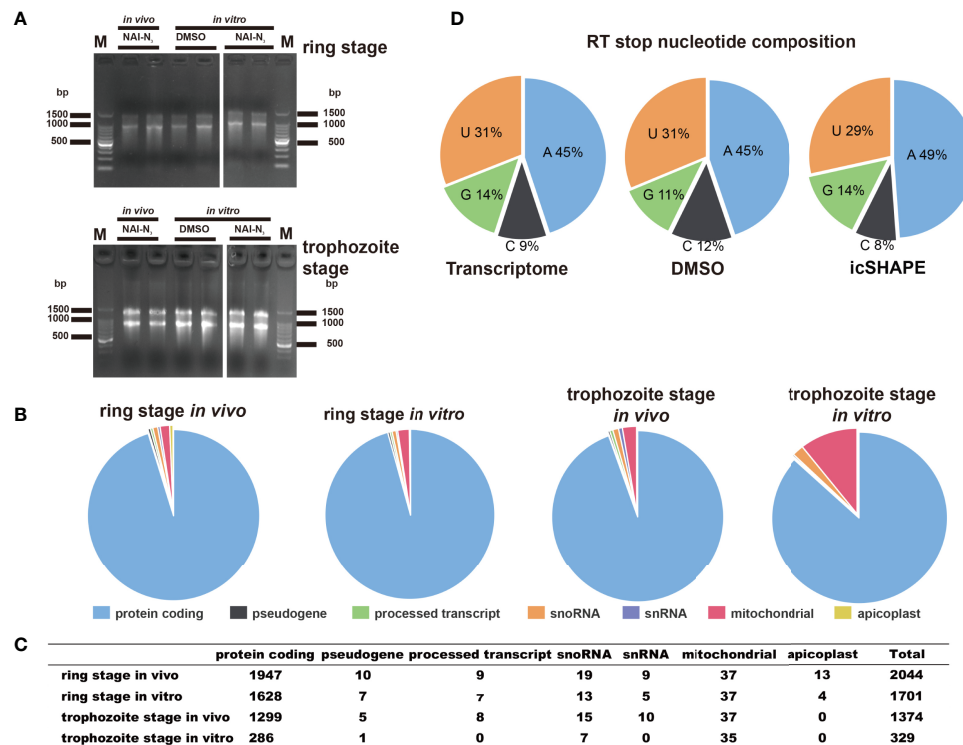 A
in vivo
in vitro
M
NAI-N3
DMSO
NAI-N3
M
ring stage
bp
bp
1500
1000
500
1500
1000
500
in vivo
in vitro
M
NAI-N3
DMSO
NAI-N3
M
trophozoite
stage
bp
bp
1500
1000
500
1500
1000
500
D
RT stop nucleotide composition
U 31%
A 45%
G 14%
C 9%
Transcriptome
U 31%
A 45%
G 11%
C 12%
DMSO
U 29%
A 49%
G 14%
C 8%
icSHAPE
B
ring stage in vivo
ring stage in vitro
trophozoite stage
in vivo
trophozoite stage
in vitro
protein coding
pseudogene
processed transcript
snoRNA
snRNA
mitochondrial
apicoplast
C
protein coding pseudogene processed transcript snoRNA snRNA mitochondrial apicoplast Total
ring stage in vivo 1947 10 9 19 9 37 13 2044
ring stage in vitro 1628 7 7 13 5 37 4 1701
trophozoite stage in vivo 1299 5 8 15 10 37 0 1374
trophozoite stage in vitro 286 1 0 7 0 35 0 329